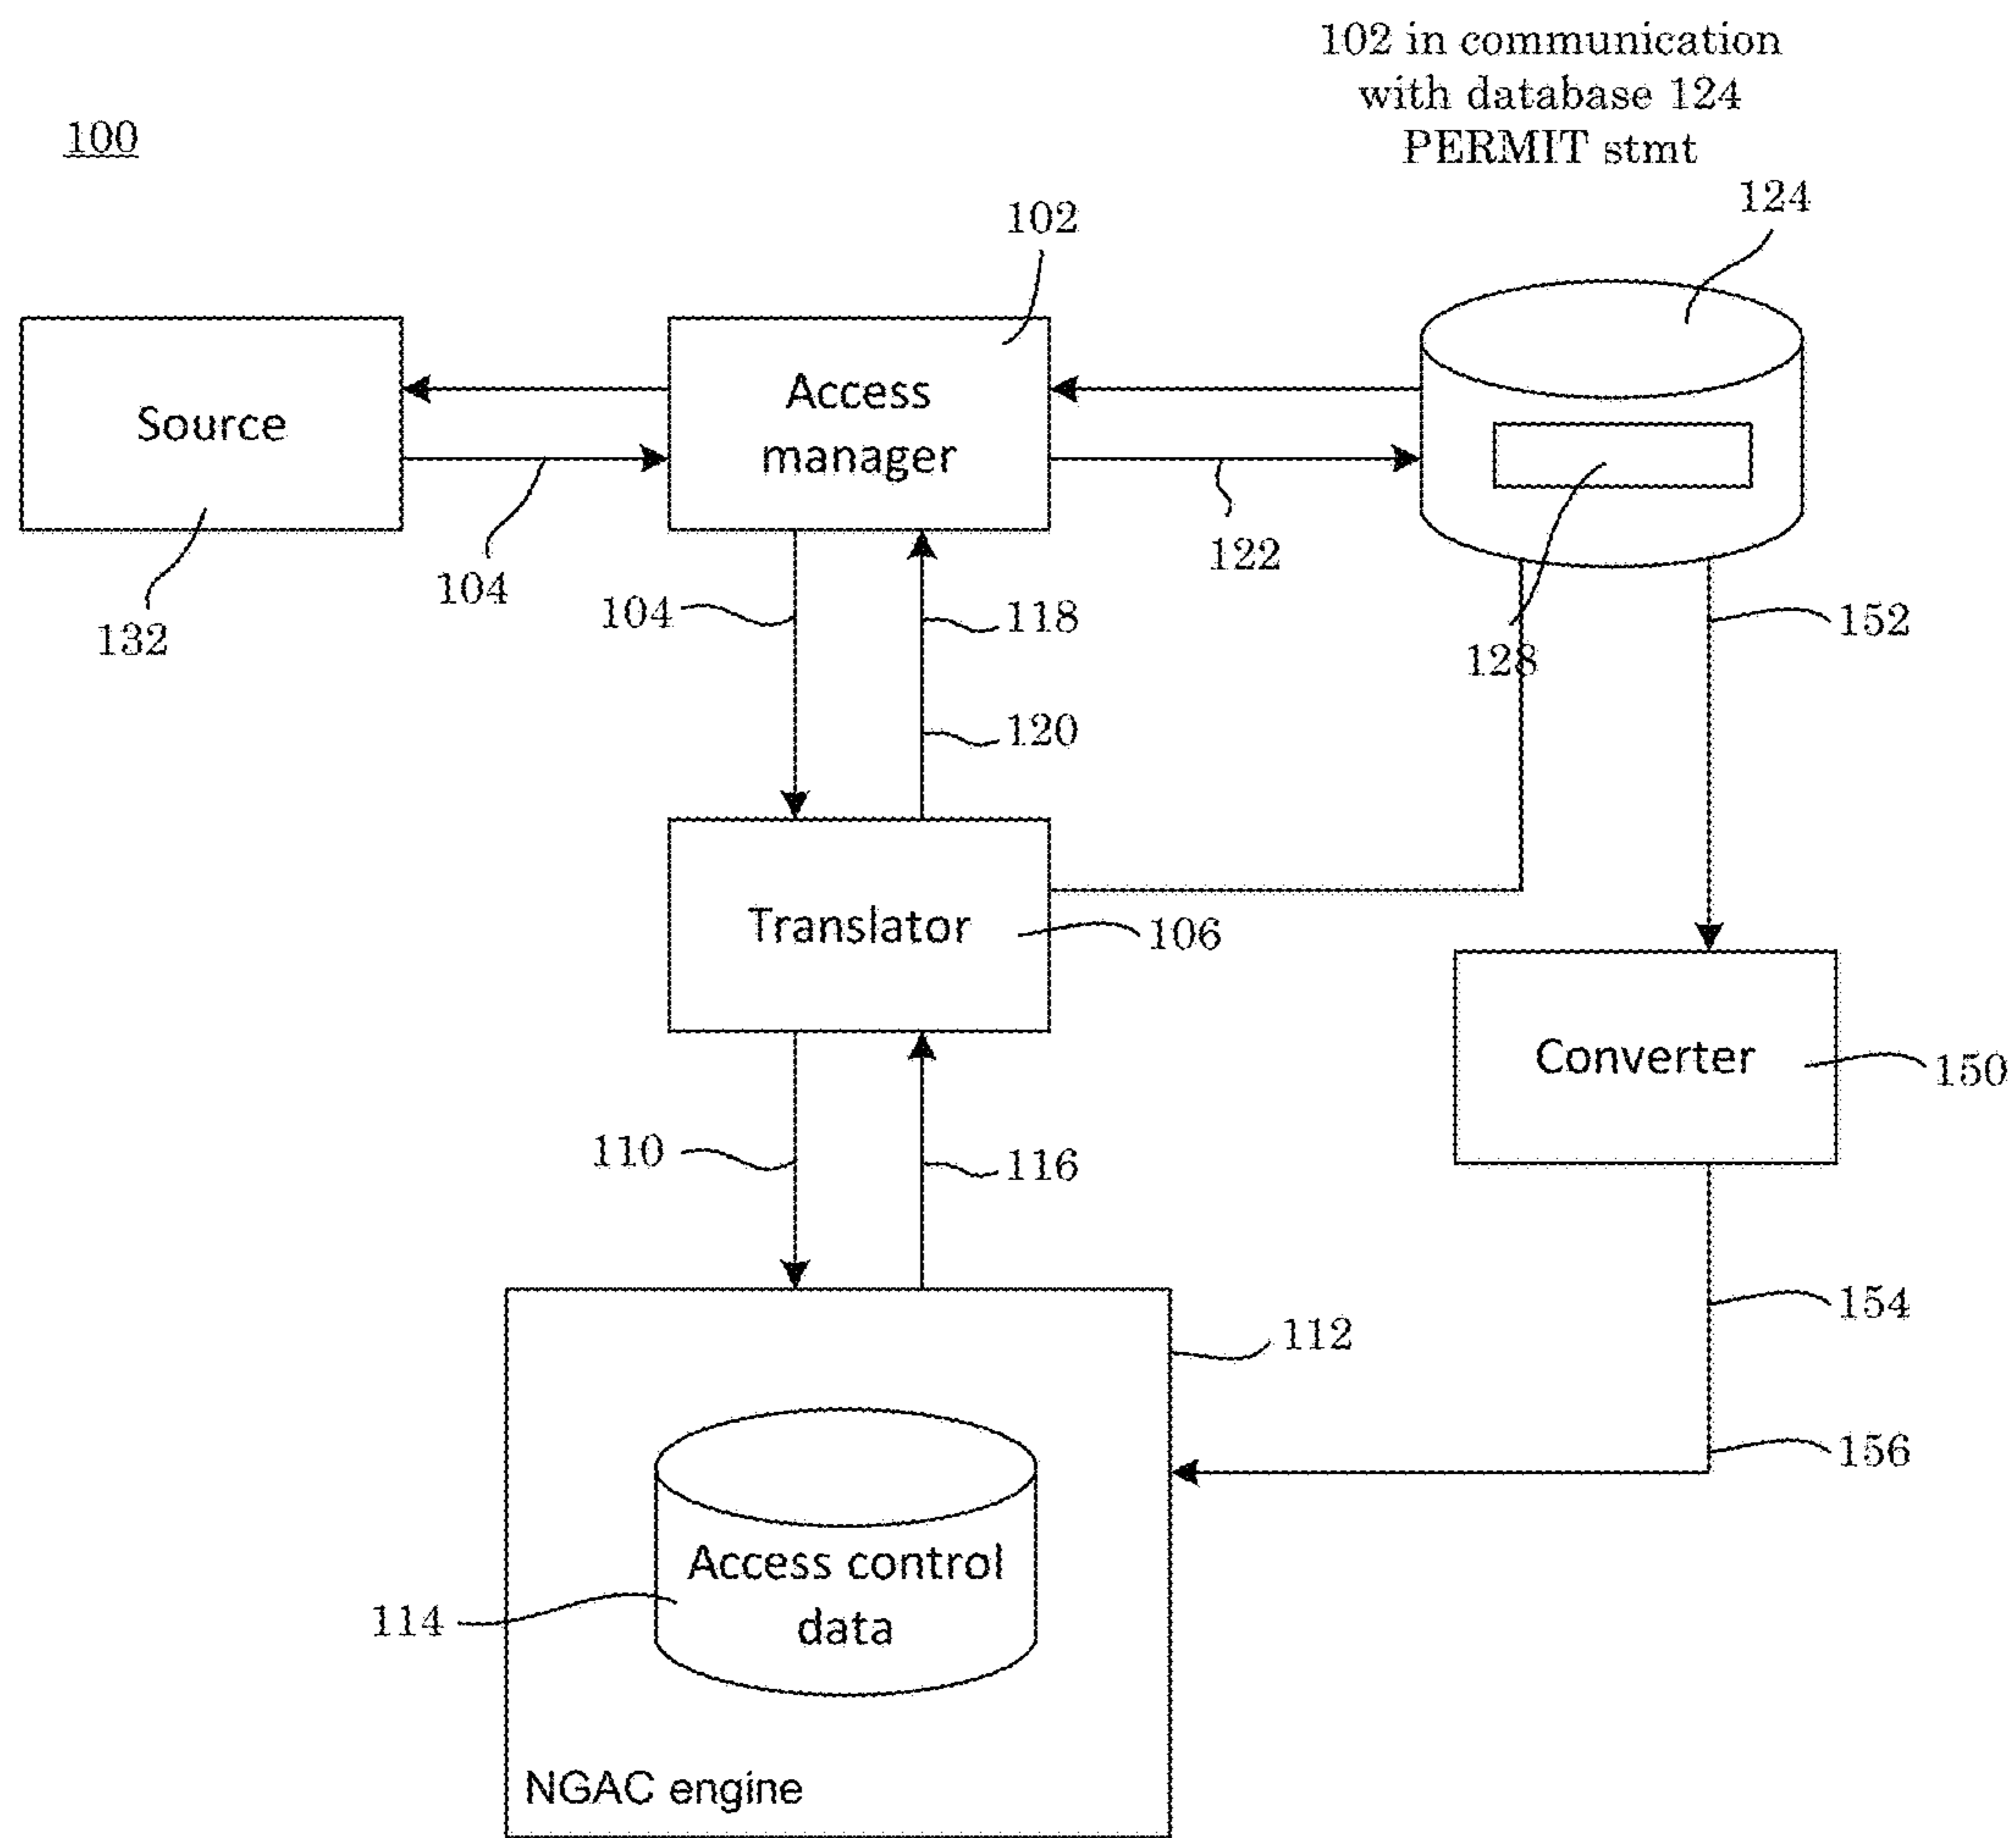 102 in communication
with database 124
PERMIT stmt
100
124
102
Source
Access
manager
104
132
122
104
118
128
152
120
Translator
106
Converter
150
110
116
154
112
156
Access control
data
114
NGAC engine